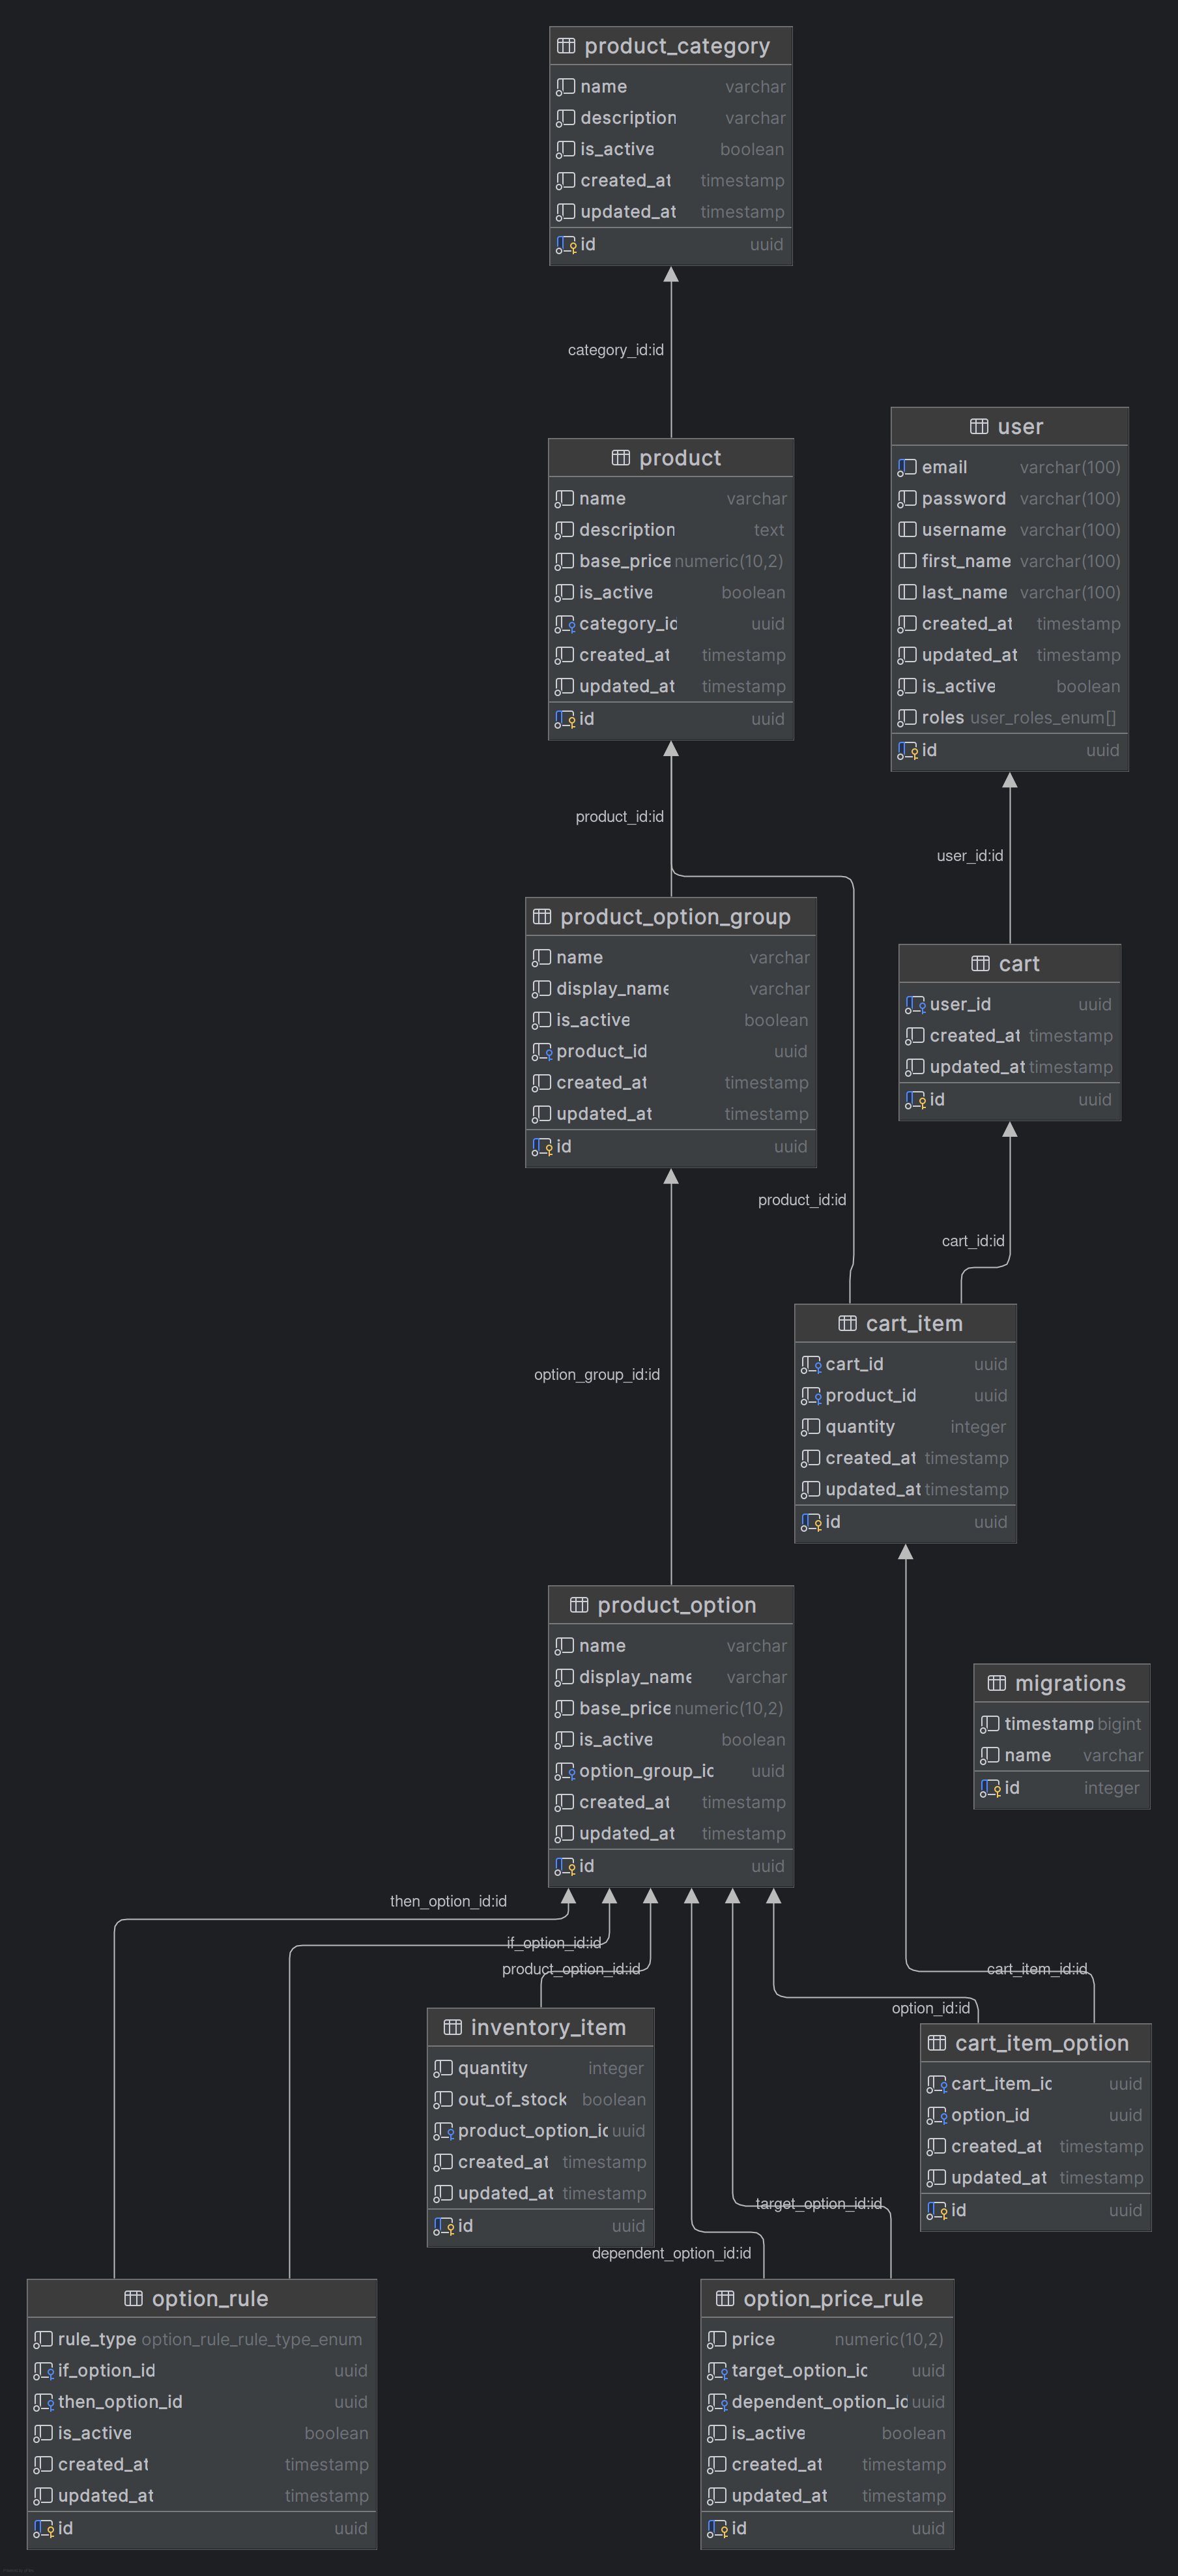 product_category
name varchar
description varchar
is_active boolean
created_at timestamp
updated_at timestamp
id uuid
category_id:id
product
name varchar
description text
base_price numeric(10,2)
is_active boolean
category_id uuid
created_at timestamp
updated_at timestamp
id uuid
user
email varchar(100)
password varchar(100)
username varchar(100)
first_name varchar(100)
last_name varchar(100)
created_at timestamp
updated_at timestamp
is_active boolean
roles user_roles_enum[]
id uuid
product_id:id
user_id:id
product_option_group
name varchar
display_name varchar
is_active boolean
product_id uuid
created_at timestamp
updated_at timestamp
id uuid
cart
user_id uuid
created_at timestamp
updated_at timestamp
id uuid
product_id:id
cart_id:id
option_group_id:id
cart_item
cart_id uuid
product_id uuid
quantity integer
created_at timestamp
updated_at timestamp
id uuid
product_option
name varchar
display_name varchar
base_price numeric(10,2)
is_active boolean
option_group_id uuid
created_at timestamp
updated_at timestamp
id uuid
migrations
timestamp bigint
name varchar
id integer
then_option_id:id
if_option_id:id
product_option_id:id
cart_item_id:id
option_id:id
inventory_item
quantity integer
out_of_stock boolean
product_option_id uuid
created_at timestamp
updated_at timestamp
id uuid
cart_item_option
cart_item_id uuid
option_id uuid
created_at timestamp
updated_at timestamp
id uuid
target_option_id:id
dependent_option_id:id
option_rule
rule_type option_rule_rule_type_enum
if_option_id uuid
then_option_id uuid
is_active boolean
created_at timestamp
updated_at timestamp
id uuid
option_price_rule
price numeric(10,2)
target_option_id uuid
dependent_option_id uuid
is_active boolean
created_at timestamp
updated_at timestamp
id uuid